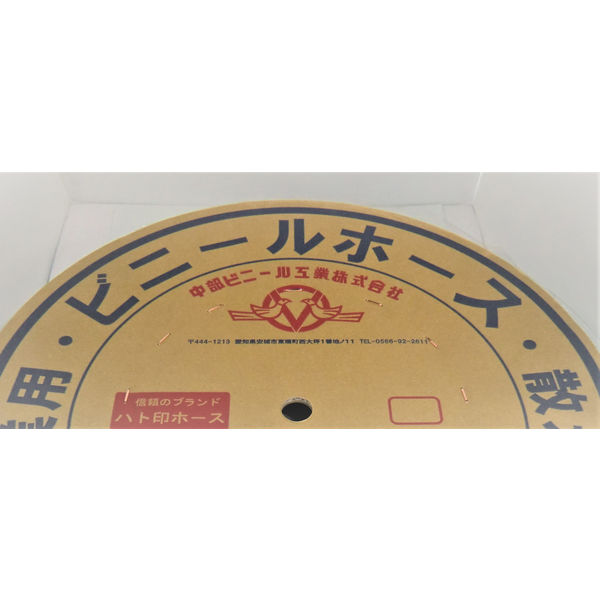 業用・ビニールホース・散水
中部ビニール工業株式会社
〒444-1213 愛知県安城市東端町西大坪1番地ノ11 TEL-0566-92-2611
信頼のブランド
ハト印ホース